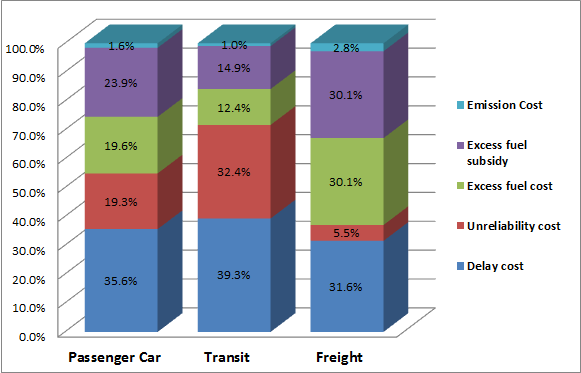 100.0%
90.0%
80.0%
70.0%
60.0%
50.0%
40.0%
30.0%
20.0%
10.0%
0.0%
1.6%
23.9%
19.6%
19.3%
35.6%
1.0%
14.9%
12.4%
32.4%
39.3%
2.8%
30.1%
30.1%
5.5%
31.6%
Passenger Car
Transit
Freight
Emission Cost
Excess fuel
subsidy
Excess fuel cost
Unreliability cost
Delay cost